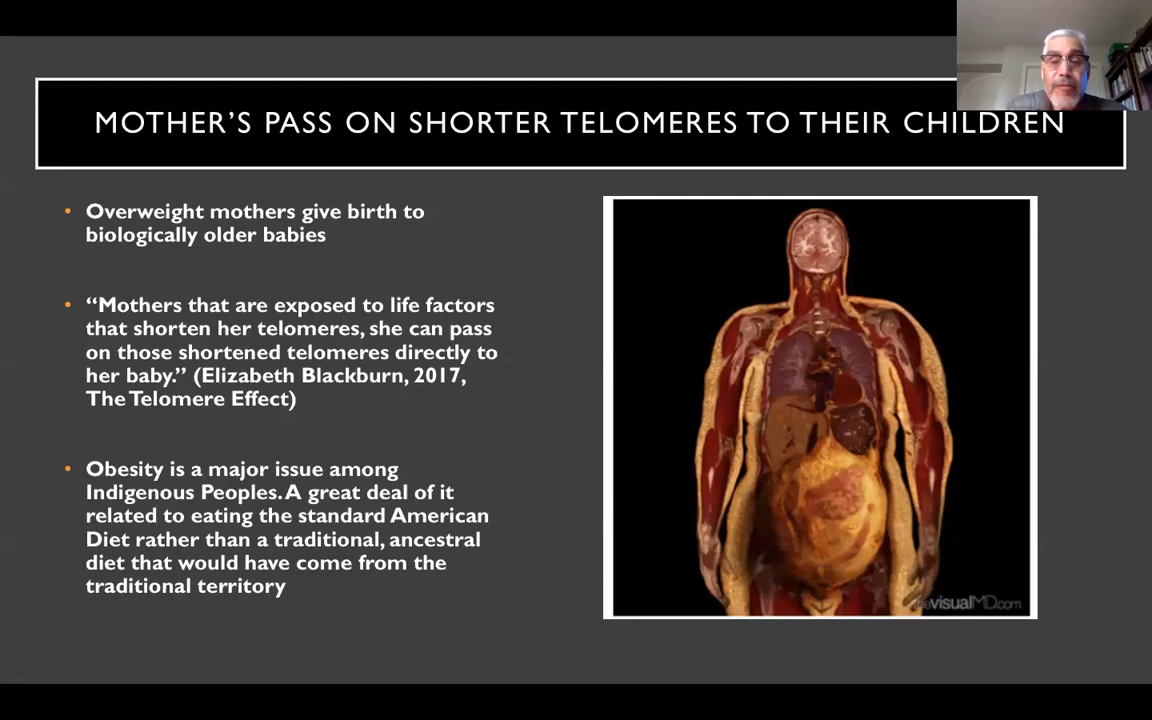 MOTHER'S PASS ON SHORTER TELOMERES TO THEIR CHILDREN
• Overweight mothers give birth to
biologically older babies
• “Mothers that are exposed to life factors
that shorten her telomeres, she can pass
on those shortened telomeres directly to
her baby.” (Elizabeth Blackburn, 2017,
The Telomere Effect)
• Obesity is a major issue among
Indigenous Peoples. A great deal of it
related to eating the standard American
Diet rather than a traditional, ancestral
diet that would have come from the
traditional territory
visualMD.com